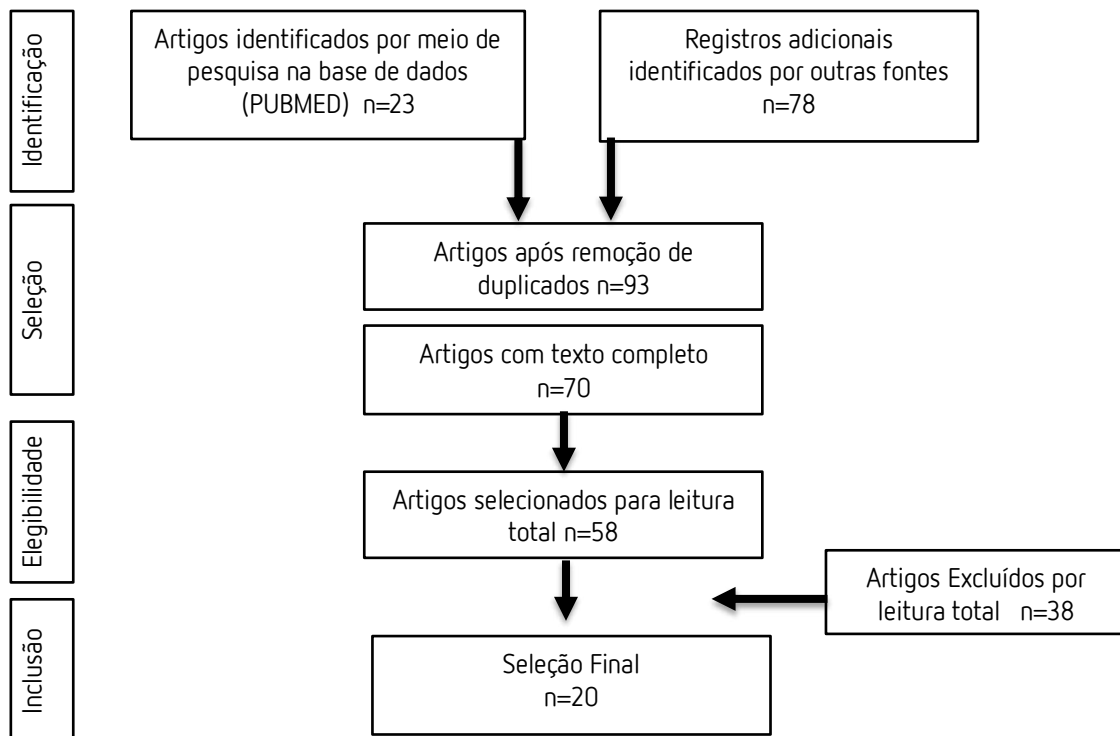 Identificação
Artigos identificados por meio de
pesquisa na base de dados
(PUBMED) n=23
Registros adicionais
identificados por outras fontes
n=78
Seleção
Artigos após remoção de
duplicados n=93
Artigos com texto completo
n=70
Elegibilidade
Artigos selecionados para leitura
total n=58
Artigos Excluídos por
leitura total n=38
Inclusão
Seleção Final
n=20